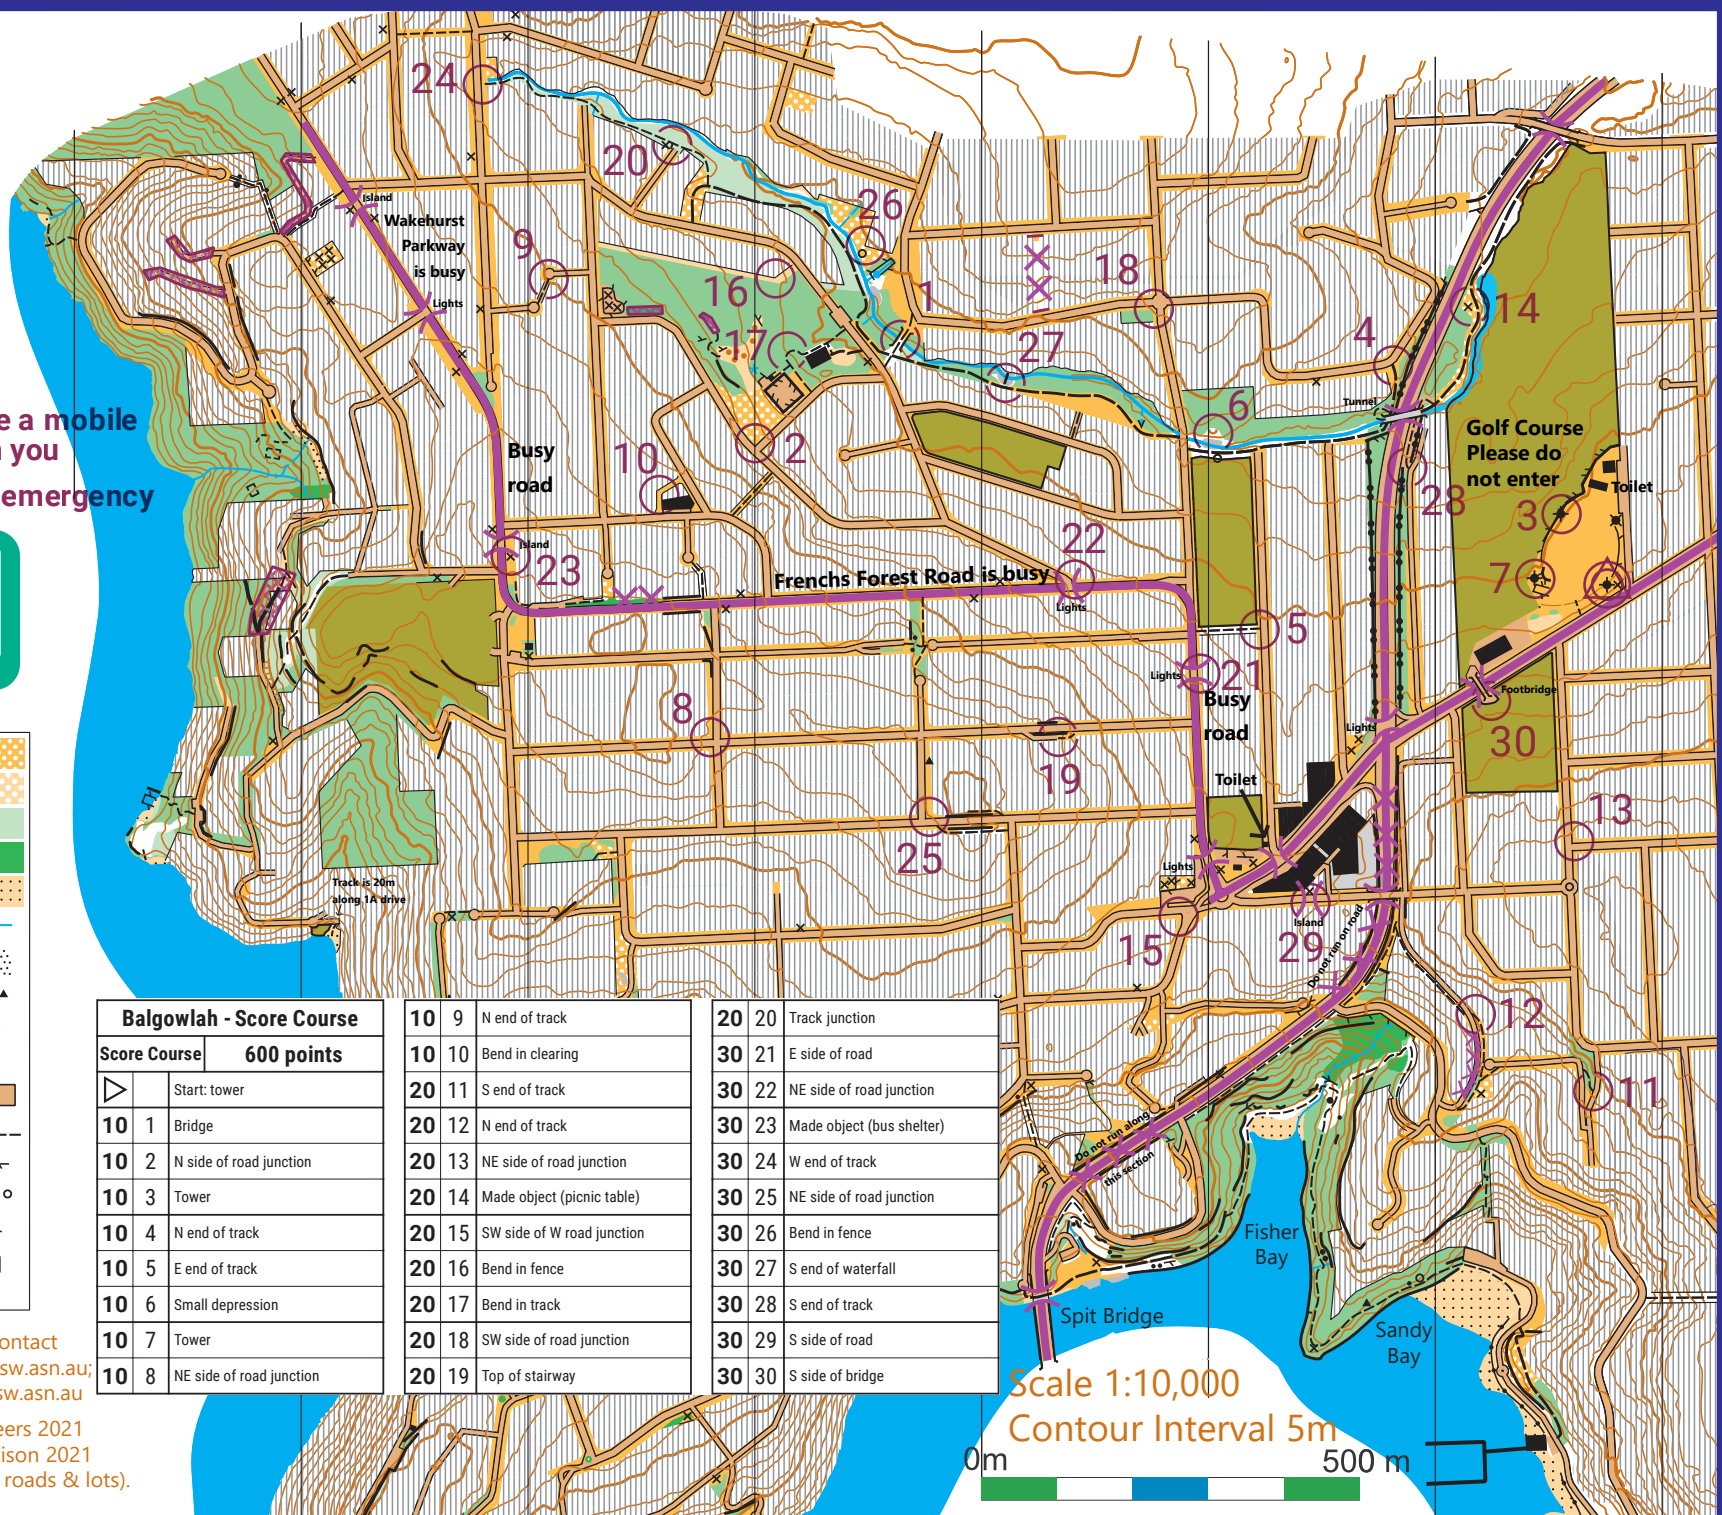 24
20
26
Island
Wakehurst
Parkway
is busy
Lights
9
16
18
1
17
27
14
4
Tunnel
6
e a mobile
n you
emergency
Busy
road
10
2
Golf Course
Please do
not enter
Toilet
28
3
Island
23
22
Frenchs Forest Road is busy
Lights
7
5
Lights
21
Busy
road
Footbridge
8
Lights
30
19
Toilet
13
25
Lights
Track is 20m
along 1A drive
15
Island
29
Do not run on road
12
11
Do not run along
this section
Balgowlah - Score Course
Score Course 600 points
Start: tower
10 1 Bridge
10 2 N side of road junction
10 3 Tower
10 4 N end of track
10 5 E end of track
10 6 Small depression
10 7 Tower
10 8 NE side of road junction
10 9 N end of track
10 10 Bend in clearing
20 11 S end of track
20 12 N end of track
20 13 NE side of road junction
20 14 Made object (picnic table)
20 15 SW side of W road junction
20 16 Bend in fence
20 17 Bend in track
20 18 SW side of road junction
20 19 Top of stairway
20 20 Track junction
30 21 E side of road
30 22 NE side of road junction
30 23 Made object (bus shelter)
30 24 W end of track
30 25 NE side of road junction
30 26 Bend in fence
30 27 S end of waterfall
30 28 S end of track
30 29 S side of road
30 30 S side of bridge
Fisher
Bay
Spit Bridge
Sandy
Bay
ontact
sw.asn.au;
sw.asn.au
eers 2021
ison 2021
roads & lots).
Scale 1:10,000
Contour Interval 5m
0m 500 m